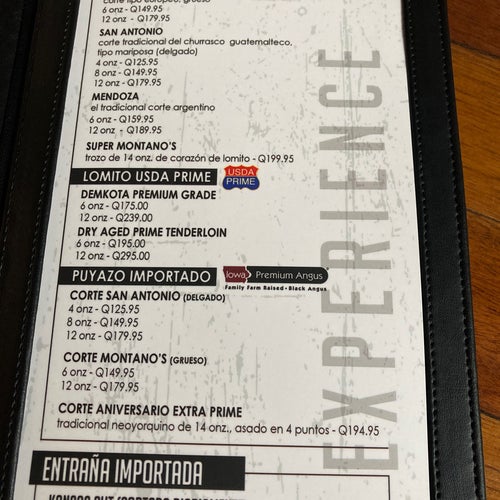 corte tipo europeo, grueso
6 onz - Q149.95
12 onz - Q179.95
SAN ANTONIO
corte tradicional del churrasco guatemalteco,
tipo mariposa (delgado)
4 onz - Q125.95
8 onz - Q149.95
12 onz - Q179.95
MENDOZA
el tradicional corte argentino
6 onz - Q159.95
12 onz - Q189.95
SUPER MONTANO'S
trozo de 14 onz. de corazón de lomito - Q199.95
LOMITO USDA PRIME USDA PRIME
DEMKOTA PREMIUM GRADE
6 onz - Q175.00
12 onz - Q239.00
DRY AGED PRIME TENDERLOIN
6 onz - Q195.00
12 onz - Q295.00
PUYAZO IMPORTADO Iowa Premium Angus
Family Farm Raised - Black Angus
CORTE SAN ANTONIO (DELGADO)
4 onz - Q125.95
8 onz - Q149.95
12 onz - Q179.95
CORTE MONTANO'S (GRUESO)
6 onz - Q149.95
12 onz - Q179.95
CORTE ANIVERSARIO EXTRA PRIME
tradicional neoyorquino de 14 onz., asado en 4 puntos - Q194.95
ENTRAÑA IMPORTADA
EXPERIENCE